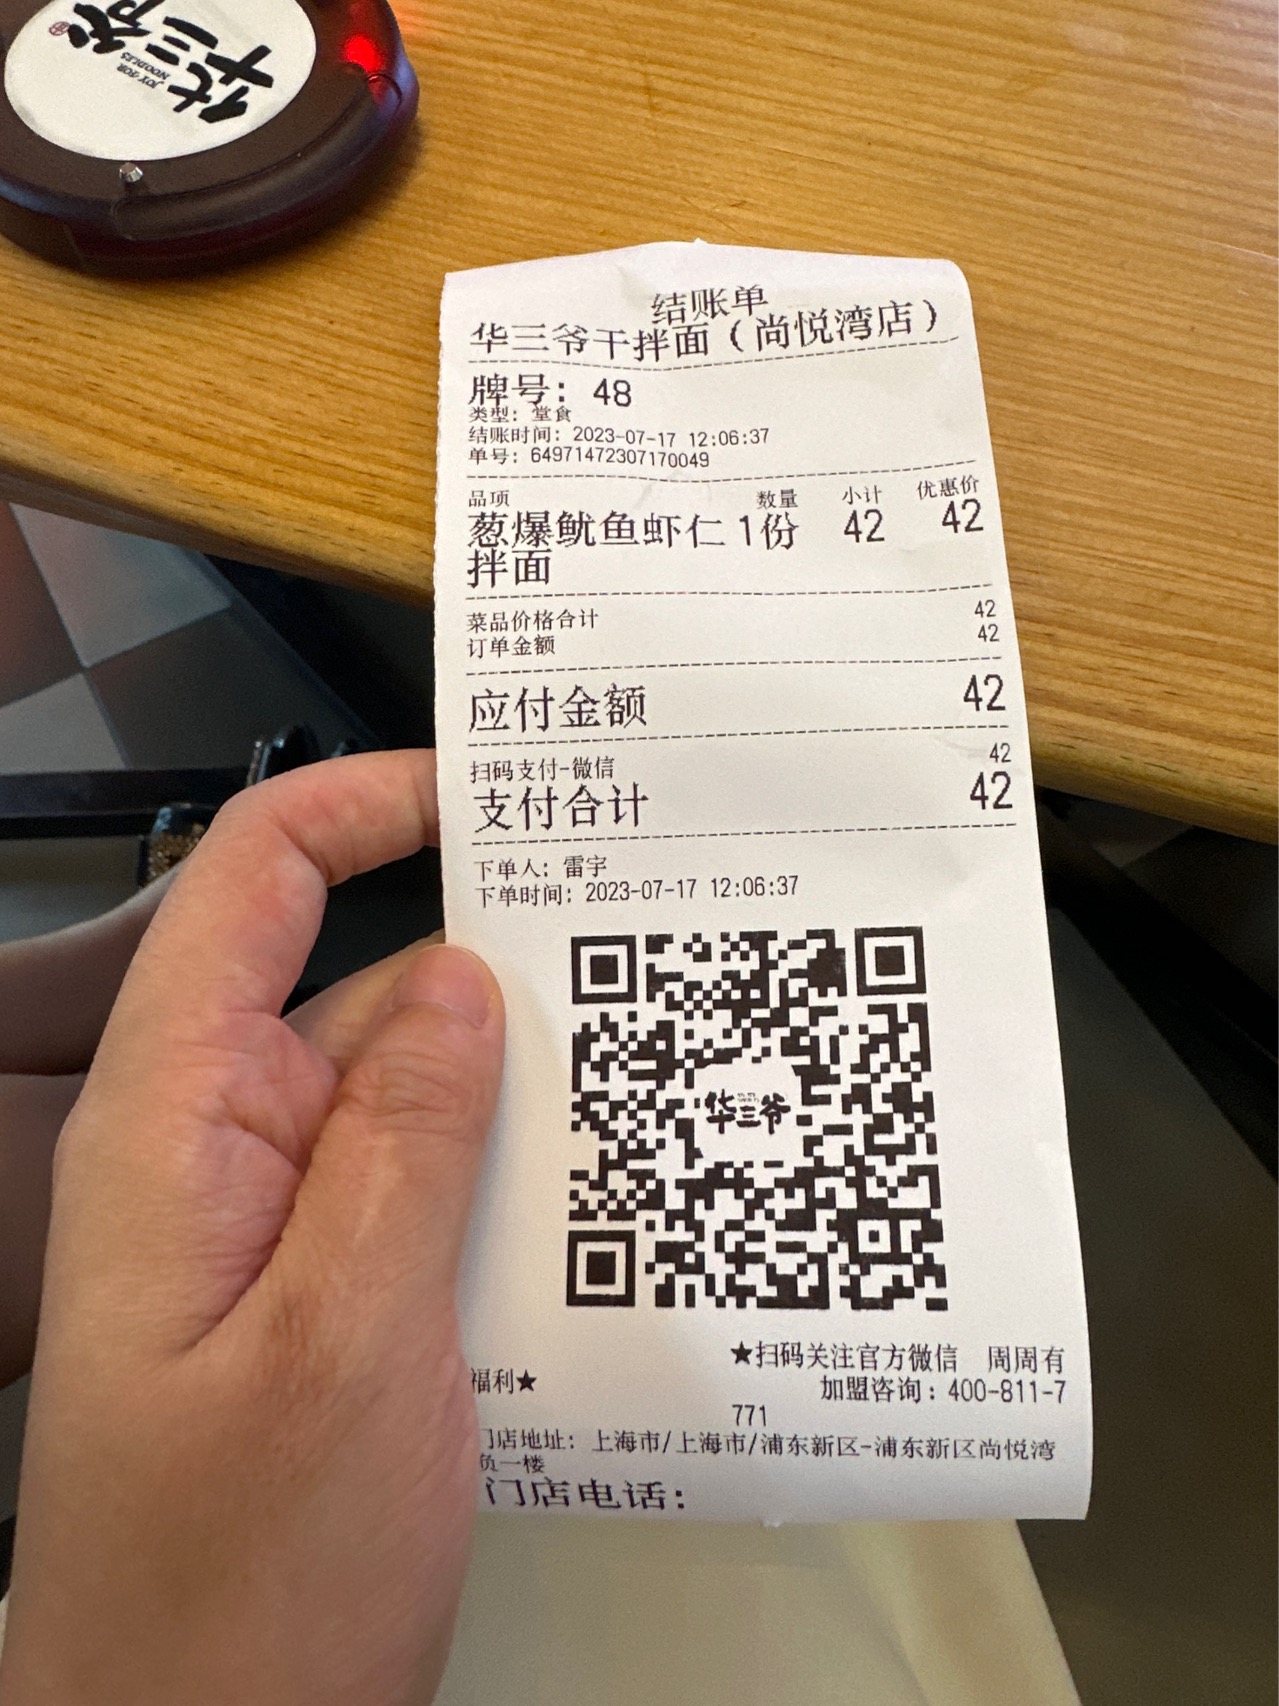 华三爷
JOY FOR
NOODLES
结账单
华三爷干拌面（尚悦湾店）
牌号： 48
类型：堂食
结账时间：2023-07-17 12:06:37
单号：64971472307170049
品项 数量 小计 优惠价
葱爆鱿鱼虾仁 1份 42 42
拌面
菜品价格合计 42
订单金额 42
应付金额 42
扫码支付-微信 42
支付合计 42
下单人：雷宇
下单时间：2023-07-17 12:06:37
华三爷
★扫码关注官方微信 周周有
福利★
加盟咨询：400-811-7
771
门店地址：上海市/上海市/浦东新区-浦东新区尚悦湾
负一楼
门店电话：